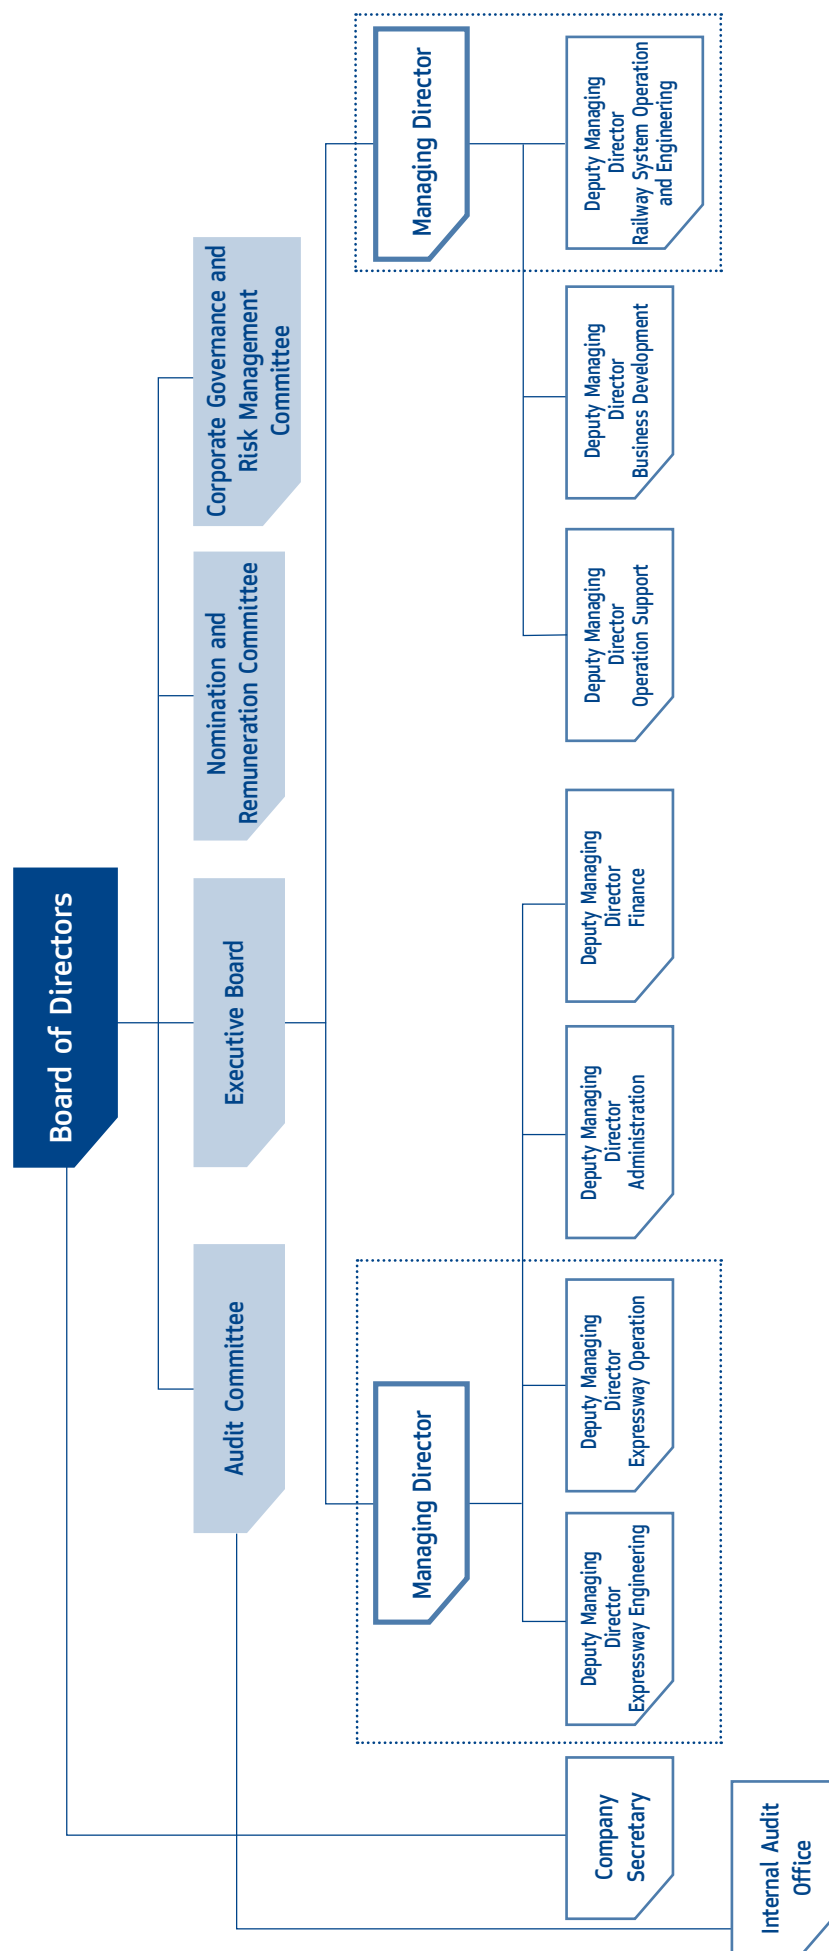 Board of Directors
Audit Committee
Executive Board
Nomination and
Remuneration Committee
Corporate Governance and
Risk Management
Committee
Managing Director
Managing Director
Company
Secretary
Deputy Managing
Director
Expressway Engineering
Deputy Managing
Director
Expressway Operation
Deputy Managing
Director
Administration
Deputy Managing
Director
Finance
Deputy Managing
Director
Operation Support
Deputy Managing
Director
Business Development
Deputy Managing
Director
Railway System Operation
and Engineering
Internal Audit
Office